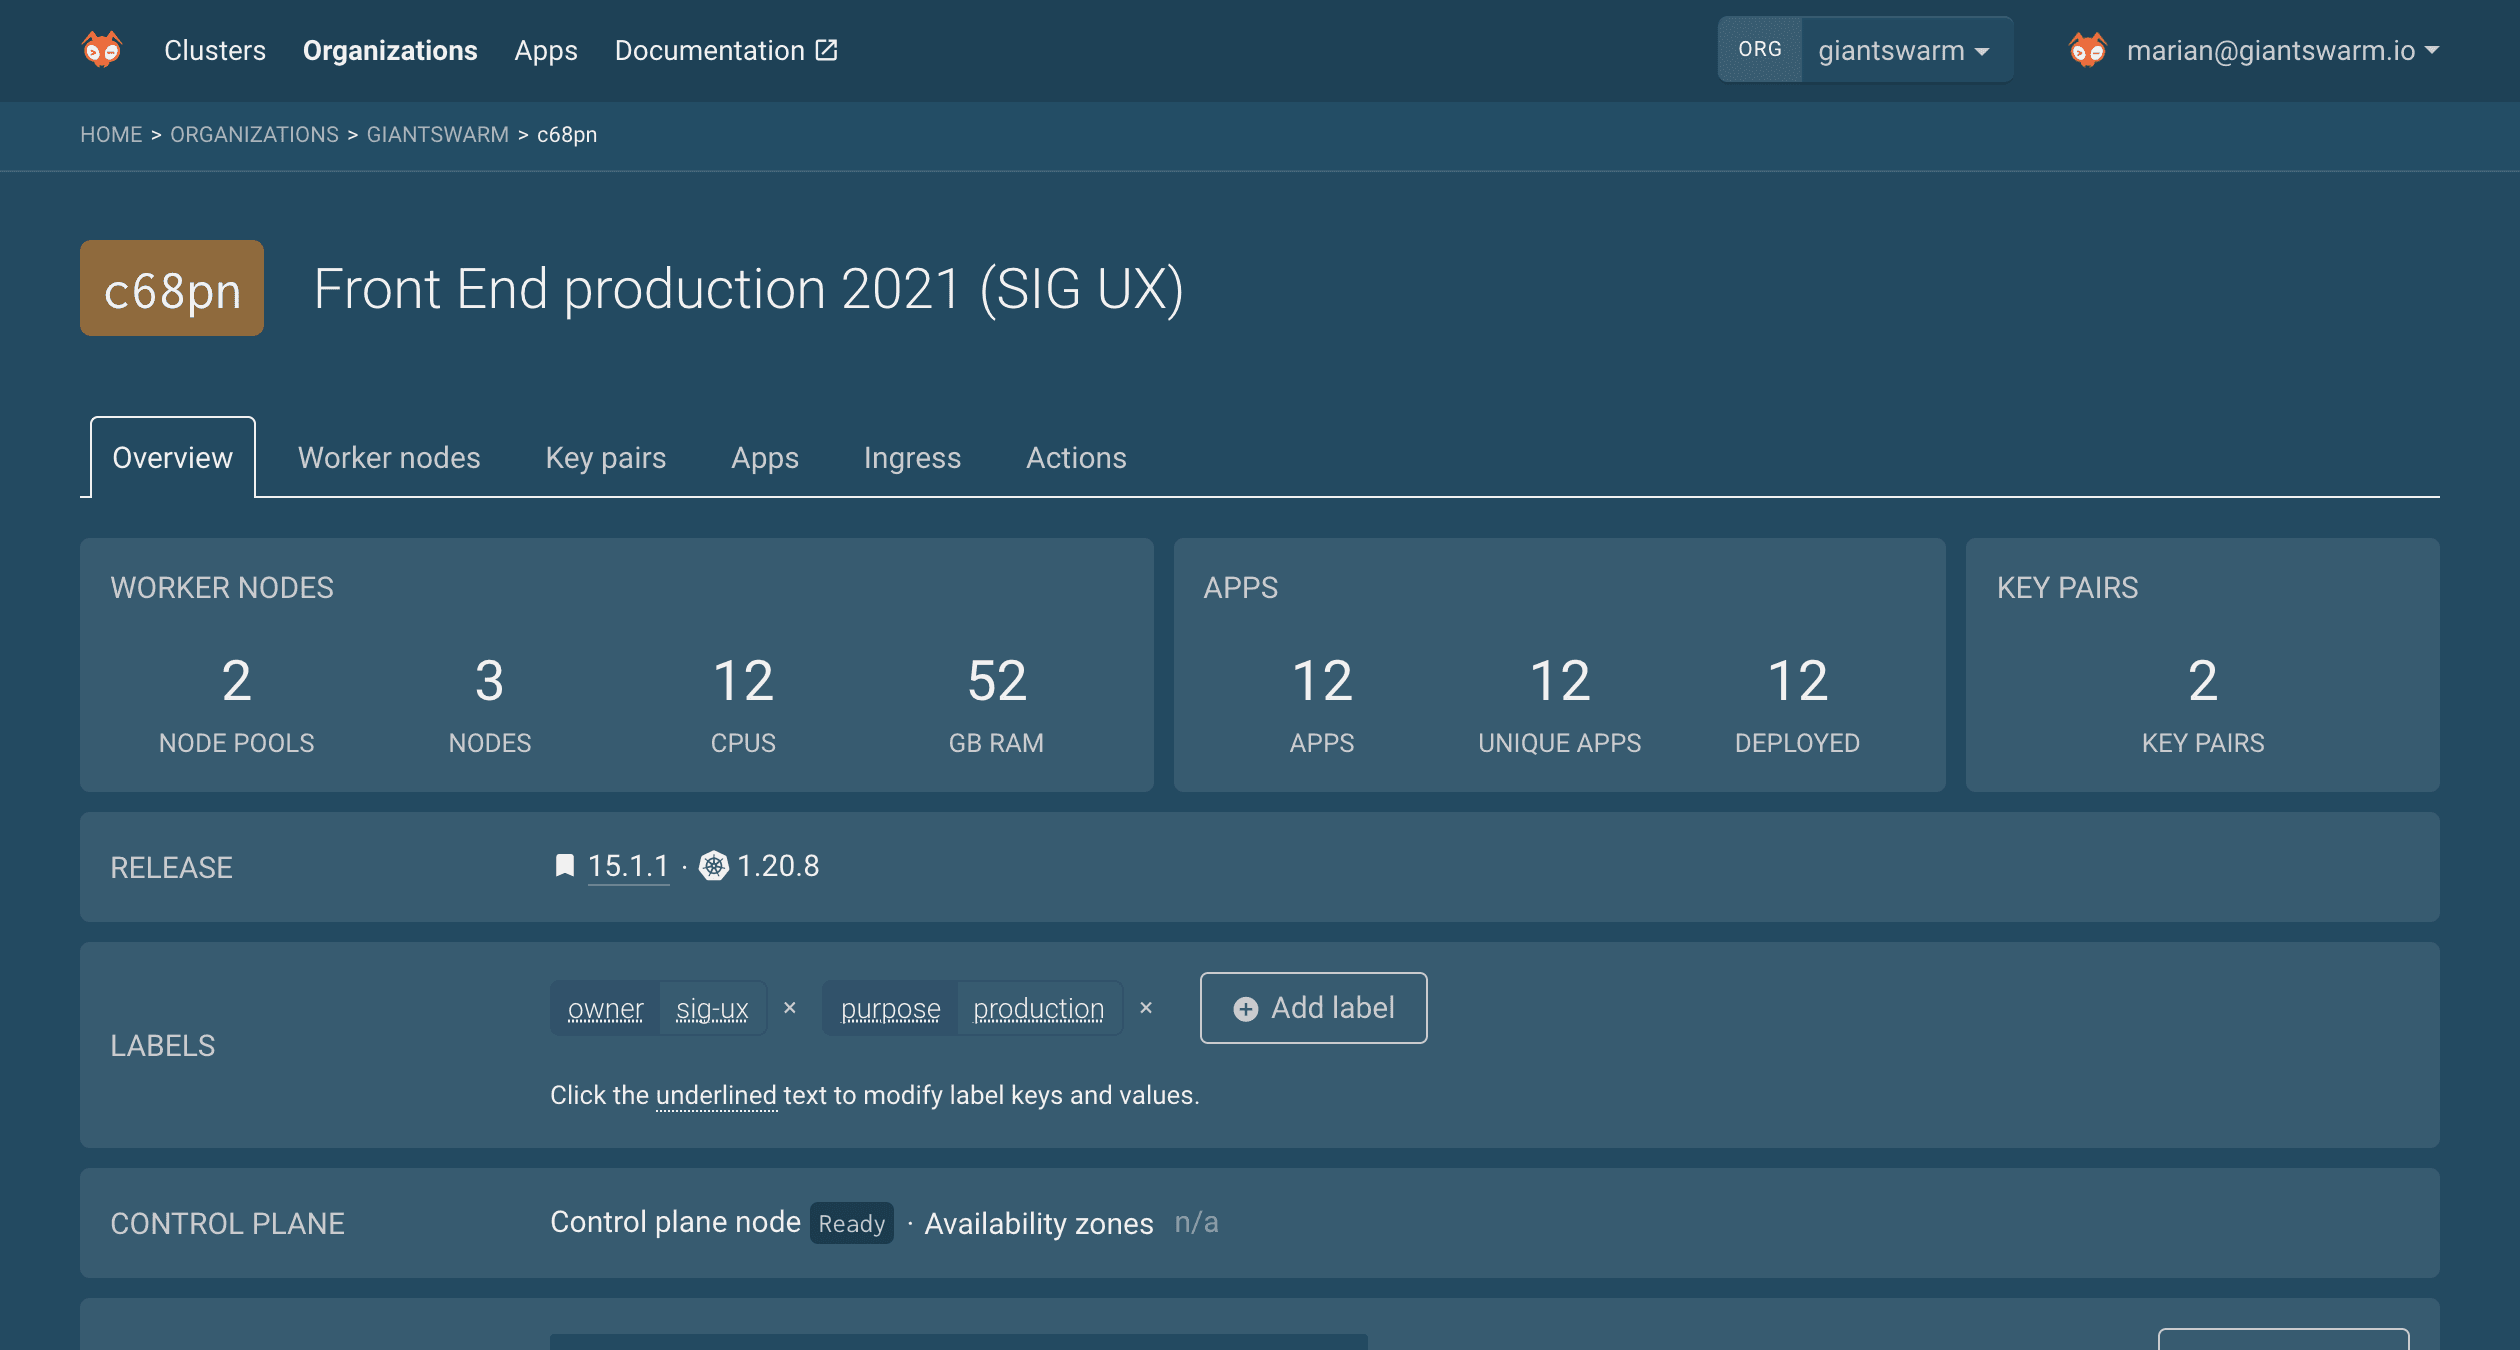 Clusters Organizations Apps Documentation ORG giantswarm marian@giantswarm.io
HOME > ORGANIZATIONS > GIANTSWARM > c68pn
c68pn Front End production 2021 (SIG UX)
Overview Worker nodes Key pairs Apps Ingress Actions
WORKER NODES
2 3 12 52
NODE POOLS NODES CPUS GB RAM
APPS
12 12 12
APPS UNIQUE APPS DEPLOYED
KEY PAIRS
2
KEY PAIRS
RELEASE 15.1.1 · 1.20.8
LABELS
owner sig-ux × purpose production × Add label
Click the underlined text to modify label keys and values.
CONTROL PLANE Control plane node Ready · Availability zones n/a